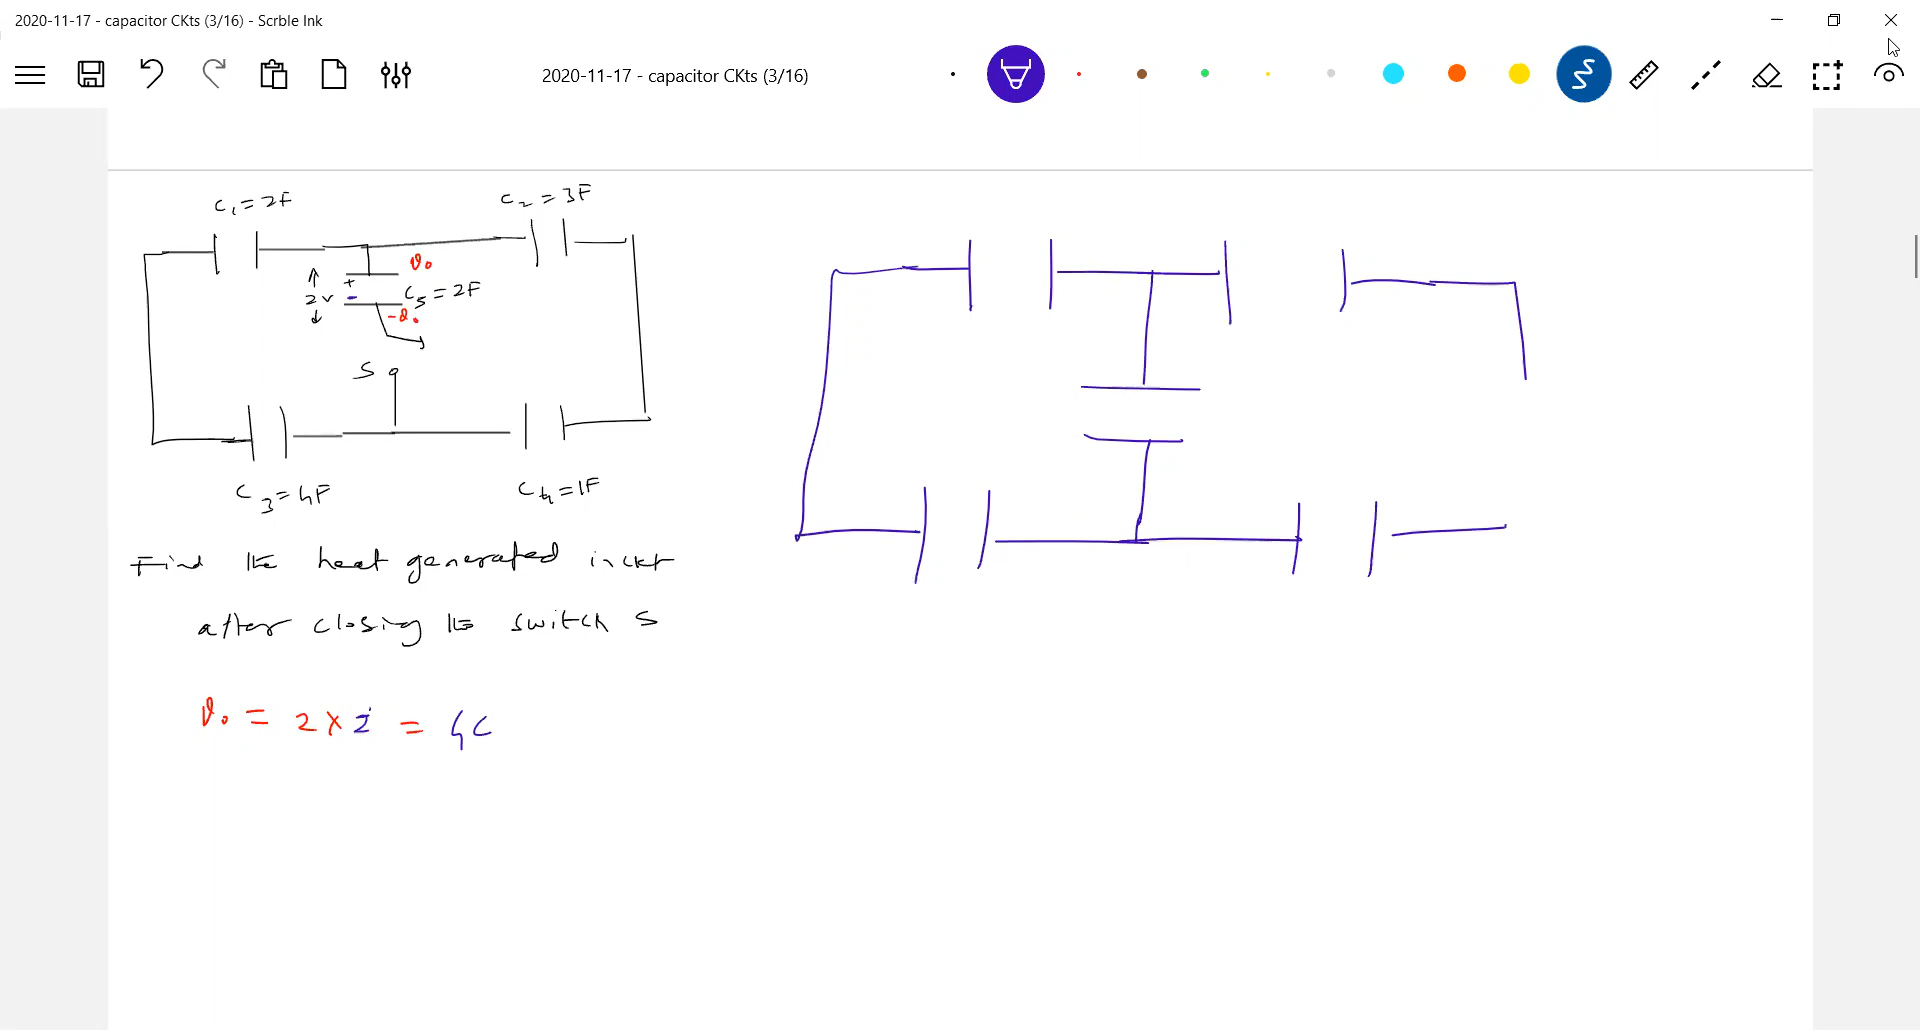 2020-11-17 - capacitor CKts (3/16) - Scrble Ink
2020-11-17 - capacitor CKts (3/16)
C1 = 2F
C2 = 3F
q0
+
2v
-
C5 = 2F
-q0
S
C3 = 4F
C4 = 1F
Find the heat generated in ckt
after closing the switch S
q0 = 2 x 2 = 4C